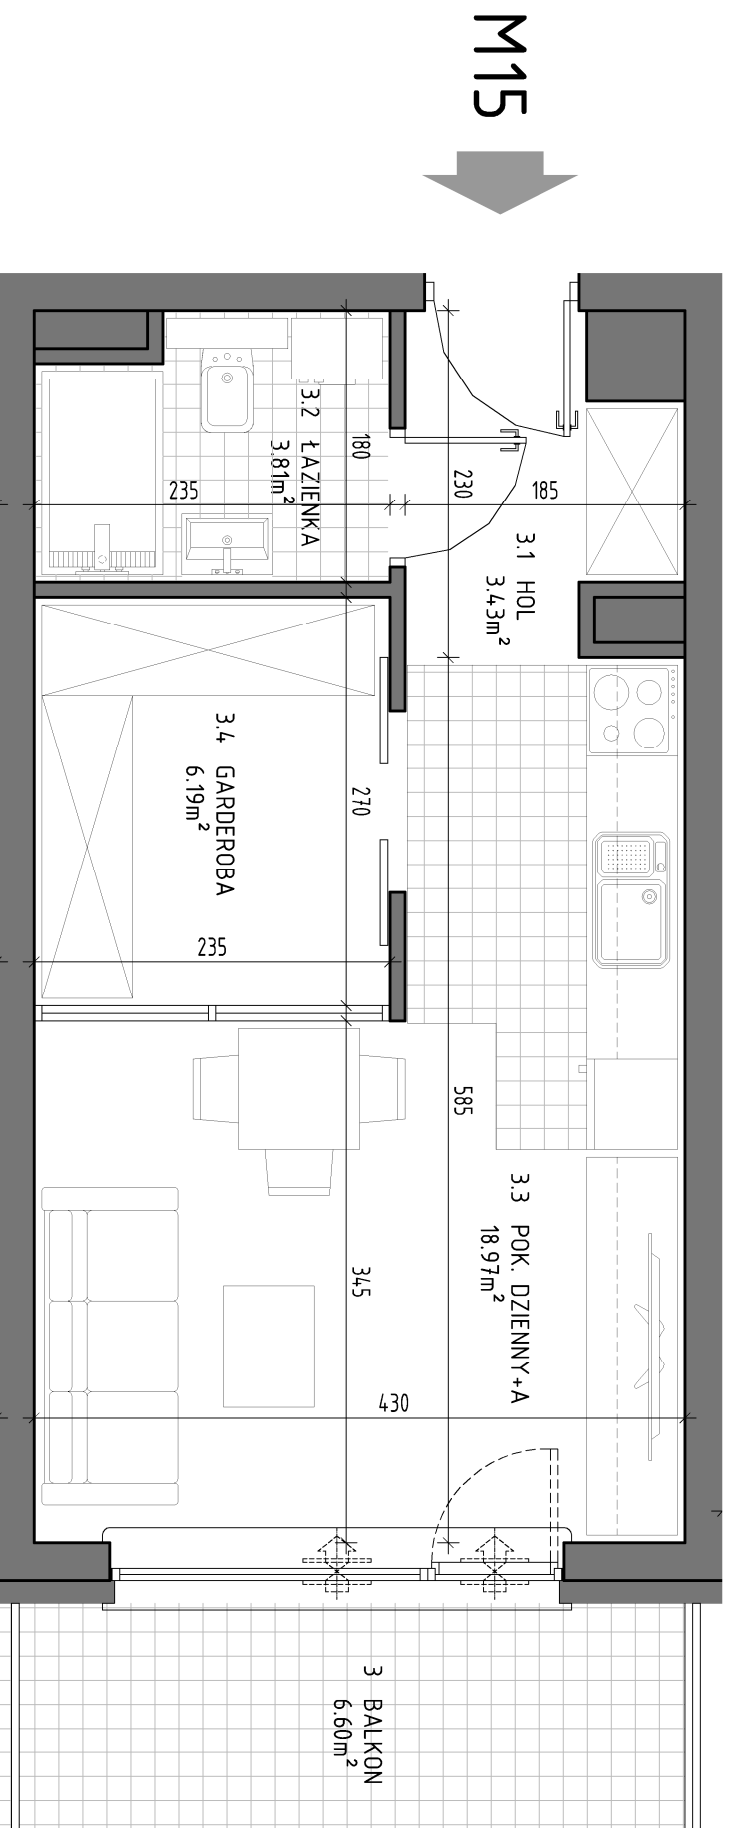 M15
3.2 ŁAZIENKA
3.81m²
180
235
230
185
3.1 HOL
3.43m²
3.4 GARDEROBA
6.19m²
270
235
585
3.3 POK. DZIENNY+A
18.97m²
345
430
3 BALKON
6.60m²